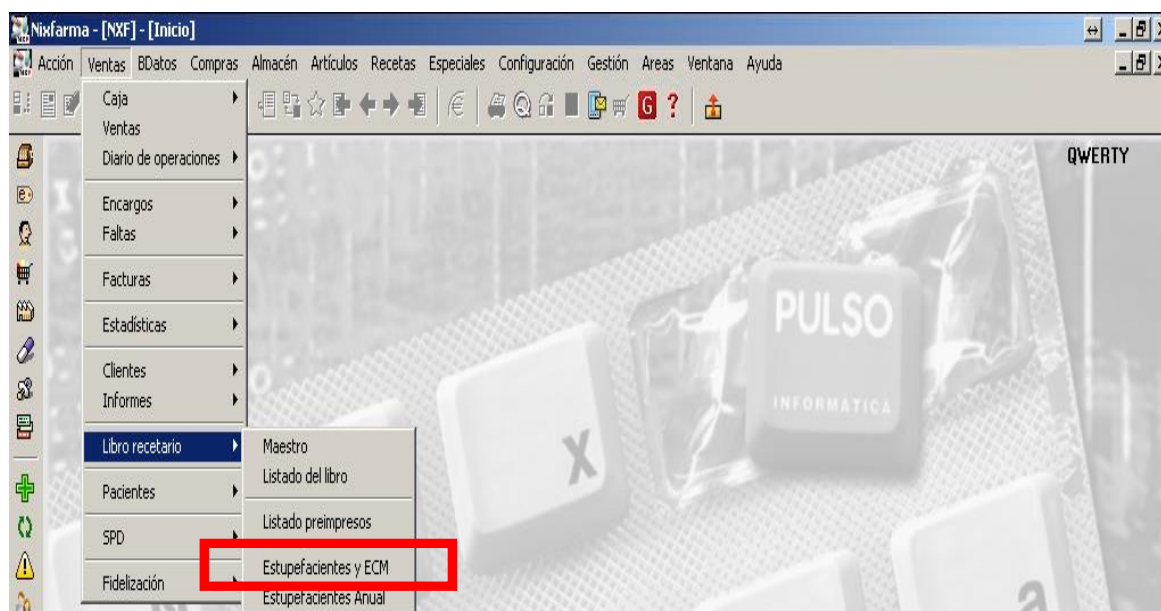 Nixfarma - [NXF] - [Inicio]
Acción Ventas BDatos Compras Almacén Artículos Recetas Especiales Configuración Gestión Areas Ventana Ayuda
G ?
QWERTY
Caja
Ventas
Diario de operaciones
Encargos
Faltas
Facturas
Estadísticas
Clientes
Informes
Libro recetario
Pacientes
SPD
Fidelización
Maestro
Listado del libro
Listado preimpresos
Estupefacientes y ECM
Estupefacientes Anual
PULSO
INFORMATICA
X
a